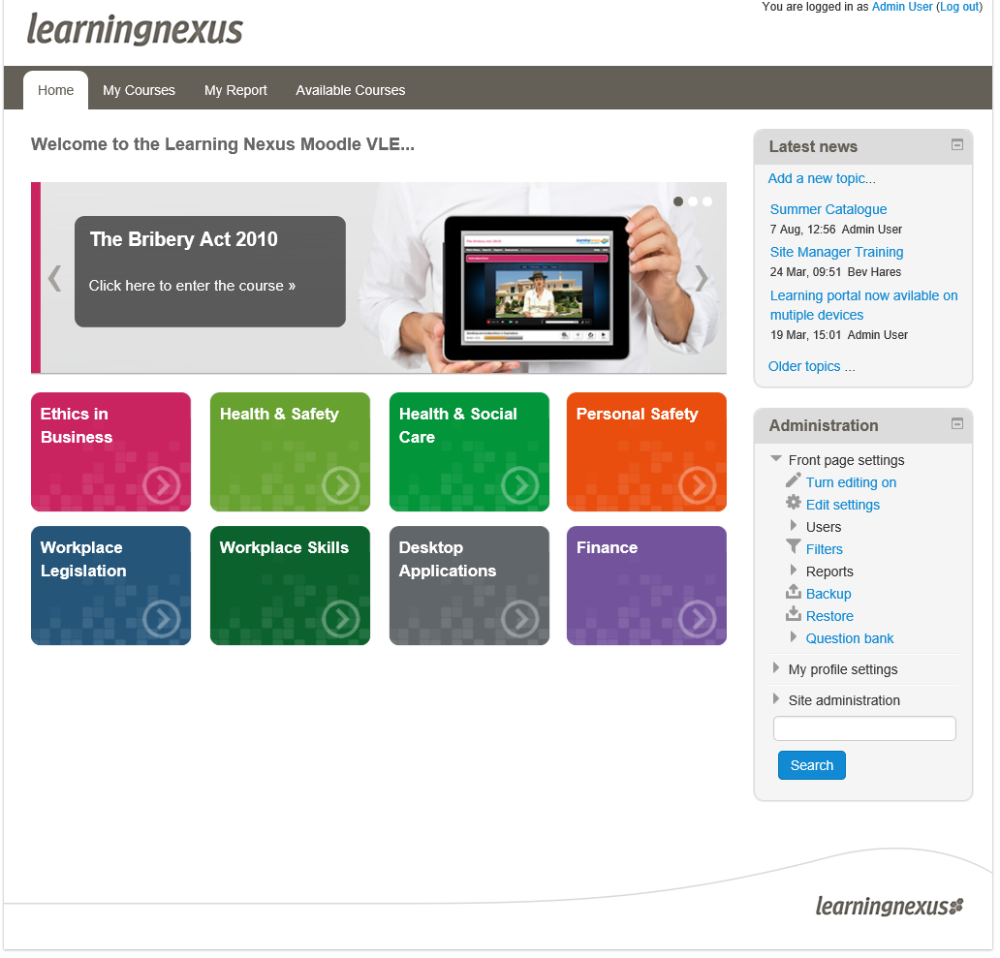 You are logged in as Admin User (Log out)
learningnexus
Home
My Courses
My Report
Available Courses
Welcome to the Learning Nexus Moodle VLE...
The Bribery Act 2010
Click here to enter the course »
The Bribery Act 2010
Ethics in
Business
Health & Safety
Health & Social
Care
Personal Safety
Workplace
Legislation
Workplace Skills
Desktop
Applications
Finance
Latest news
Add a new topic...
Summer Catalogue
7 Aug, 12:56 Admin User
Site Manager Training
24 Mar, 09:51 Bev Hares
Learning portal now avilable on
mutiple devices
19 Mar, 15:01 Admin User
Older topics ...
Administration
Front page settings
Turn editing on
Edit settings
Users
Filters
Reports
Backup
Restore
Question bank
My profile settings
Site administration
Search
learningnexus